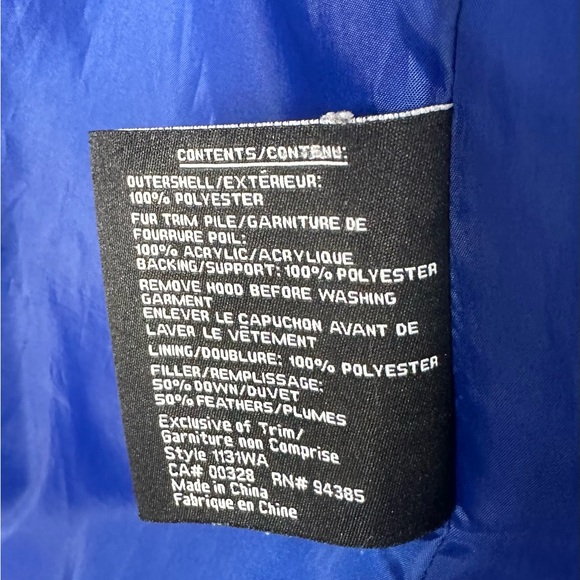 CONTENTS/CONTENU:
OUTERSHELL/EXTÉRIEUR:
100% POLYESTER
FUR TRIM PILE/GARNITURE DE
FOURRURE POIL:
100% ACRYLIC/ACRYLIQUE
BACKING/SUPPORT: 100% POLYESTER
REMOVE HOOD BEFORE WASHING
GARMENT
ENLEVER LE CAPUCHON AVANT DE
LAVER LE VÊTEMENT
LINING/DOUBLURE: 100% POLYESTER
FILLER/REMPLISSAGE:
50% DOWN/DUVET
50% FEATHERS/PLUMES
Exclusive of Trim/
Garniture non Comprise
Style 1131WA
CA# 00328 RN# 94385
Made in China
Fabrique en Chine